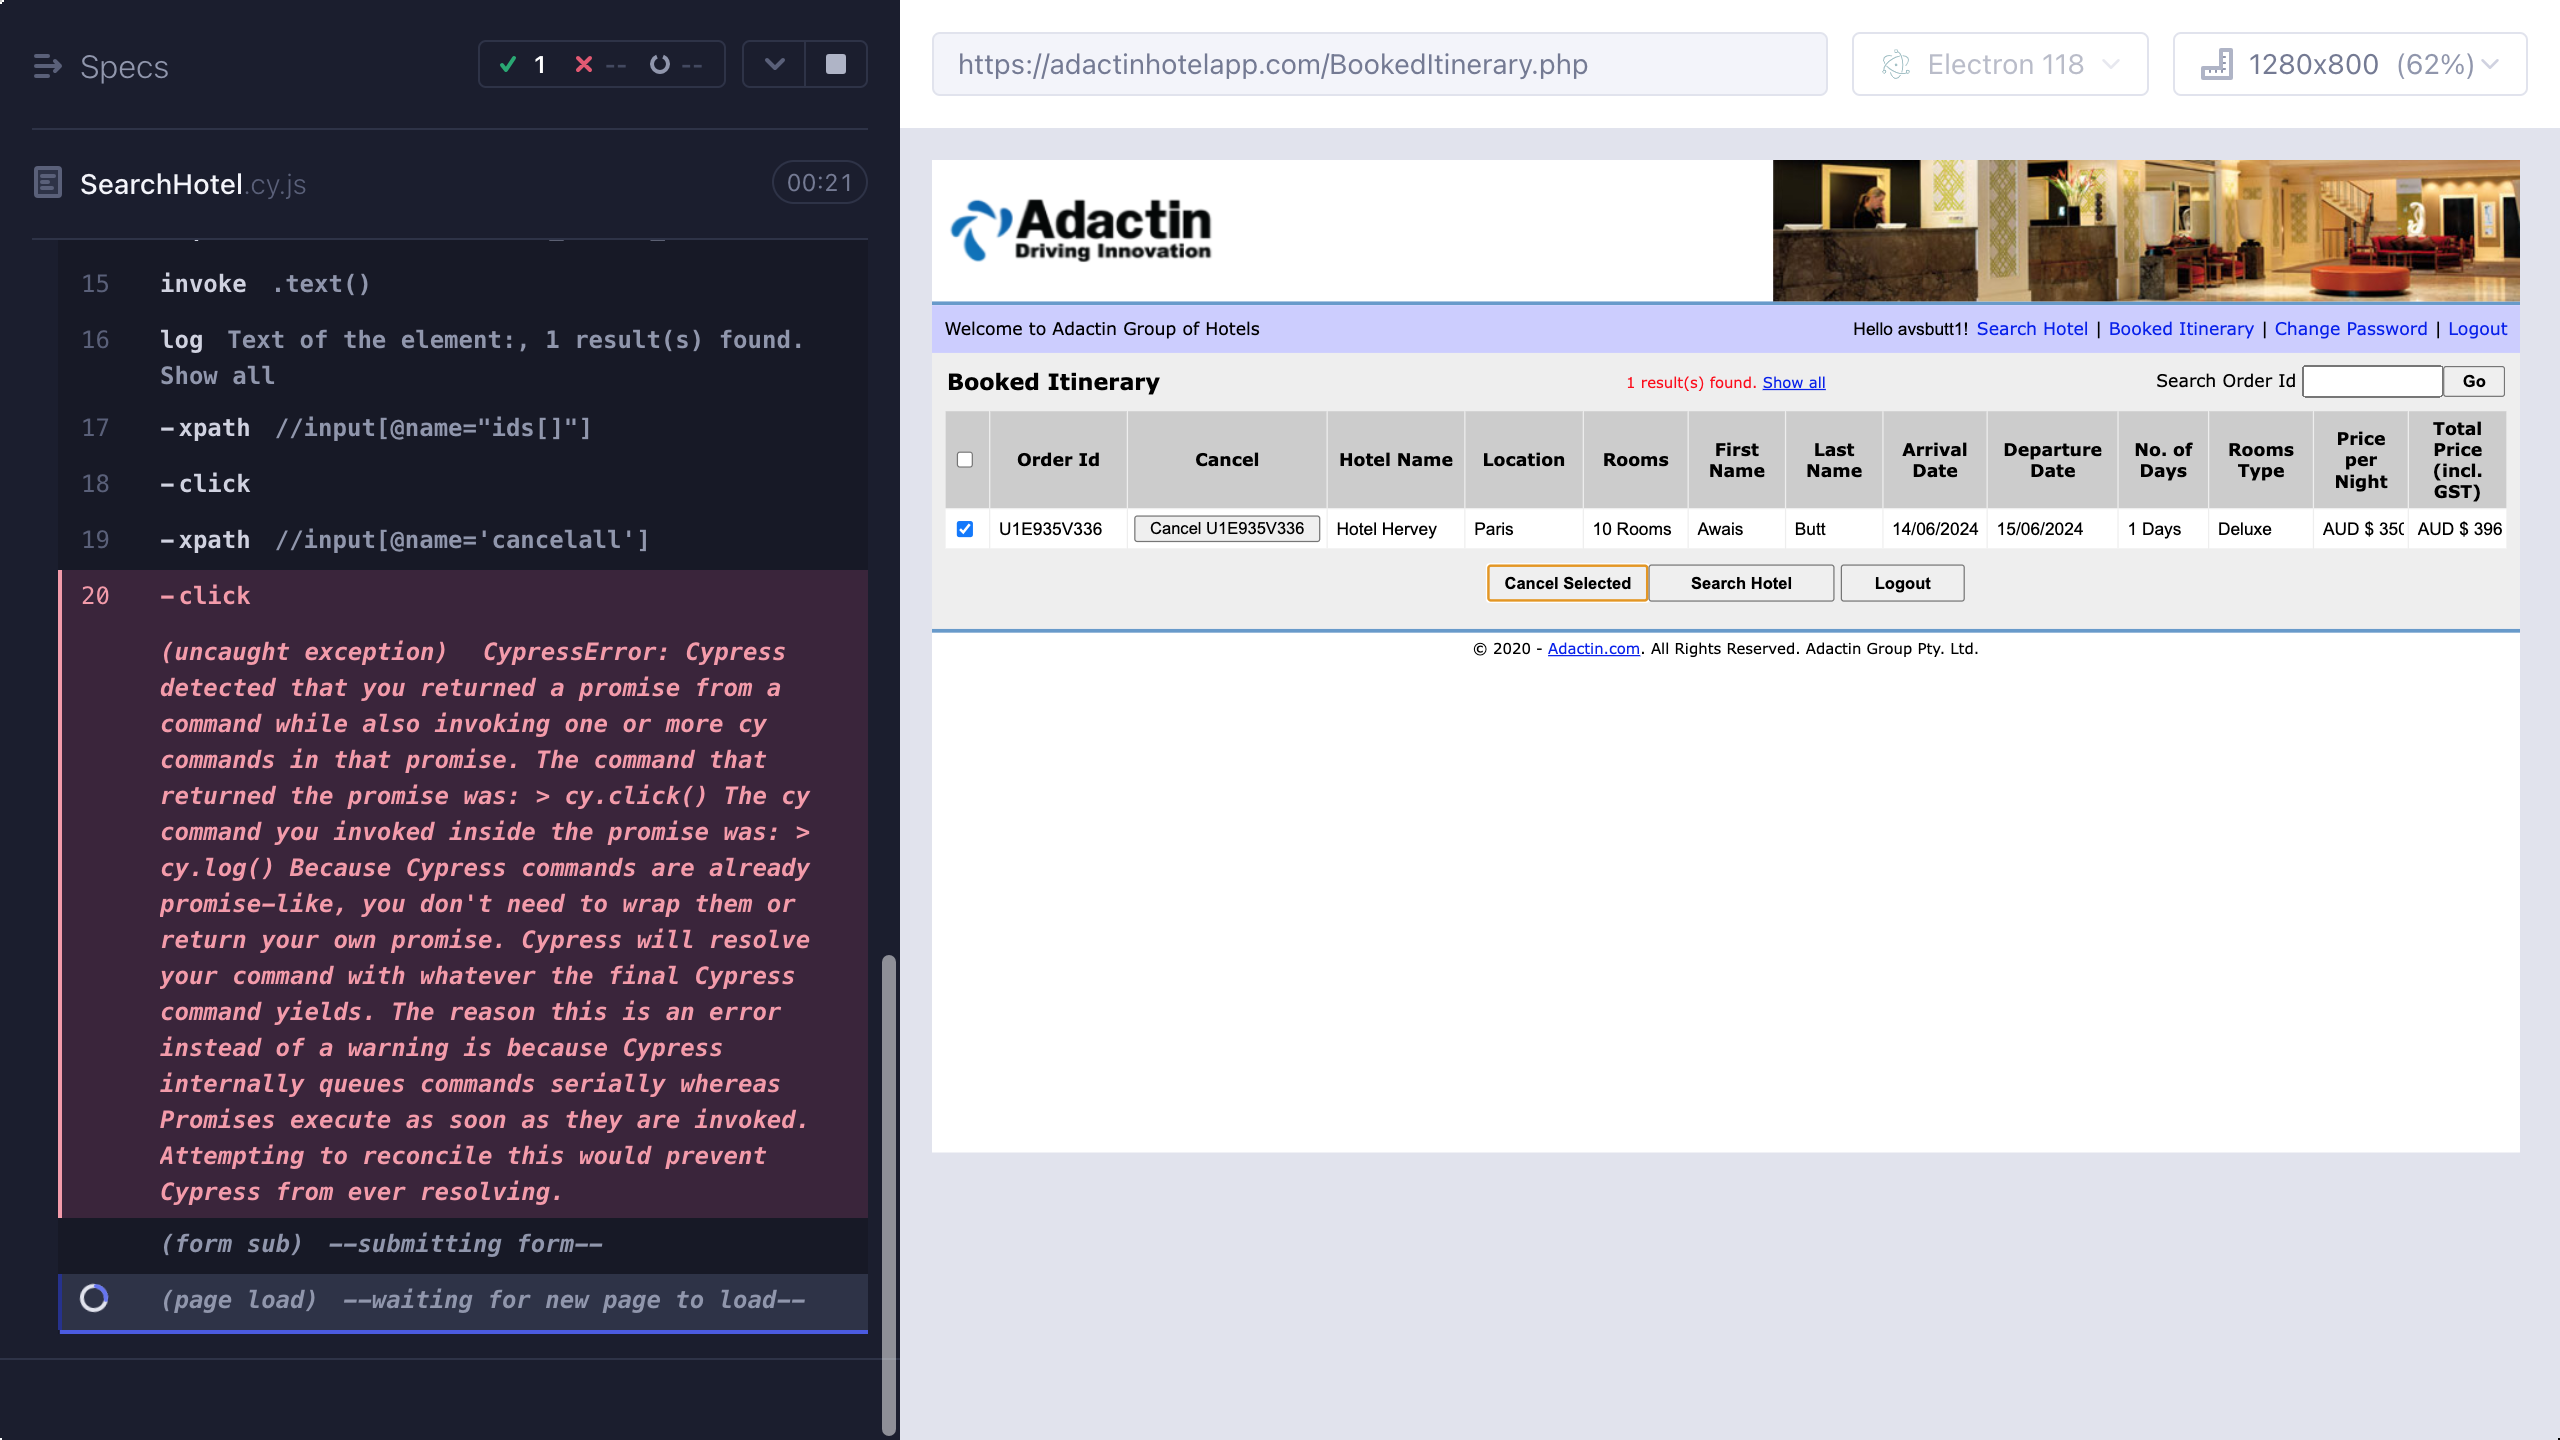 Specs
1
--
--
https://adactinhotelapp.com/BookedItinerary.php
Electron 118
1280x800 (62%)
SearchHotel.cy.js
00:21
15 invoke .text()
16 log Text of the element:, 1 result(s) found.
Show all
17 -xpath //input[@name="ids[]"]
18 -click
19 -xpath //input[@name='cancelall']
20 -click
(uncaught exception) CypressError: Cypress
detected that you returned a promise from a
command while also invoking one or more cy
commands in that promise. The command that
returned the promise was: > cy.click() The cy
command you invoked inside the promise was: >
cy.log() Because Cypress commands are already
promise-like, you don't need to wrap them or
return your own promise. Cypress will resolve
your command with whatever the final Cypress
command yields. The reason this is an error
instead of a warning is because Cypress
internally queues commands serially whereas
Promises execute as soon as they are invoked.
Attempting to reconcile this would prevent
Cypress from ever resolving.
(form sub) --submitting form--
(page load) --waiting for new page to load--
Adactin
Driving Innovation
Welcome to Adactin Group of Hotels
Hello avsbutt1! Search Hotel | Booked Itinerary | Change Password | Logout
Booked Itinerary
1 result(s) found. Show all
Search Order Id
Go
Order Id Cancel Hotel Name Location Rooms First Name Last Name Arrival Date Departure Date No. of Days Rooms Type Price per Night Total Price (incl. GST)
U1E935V336 Cancel U1E935V336 Hotel Hervey Paris 10 Rooms Awais Butt 14/06/2024 15/06/2024 1 Days Deluxe AUD $ 350 AUD $ 396
Cancel Selected Search Hotel Logout
© 2020 - Adactin.com. All Rights Reserved. Adactin Group Pty. Ltd.